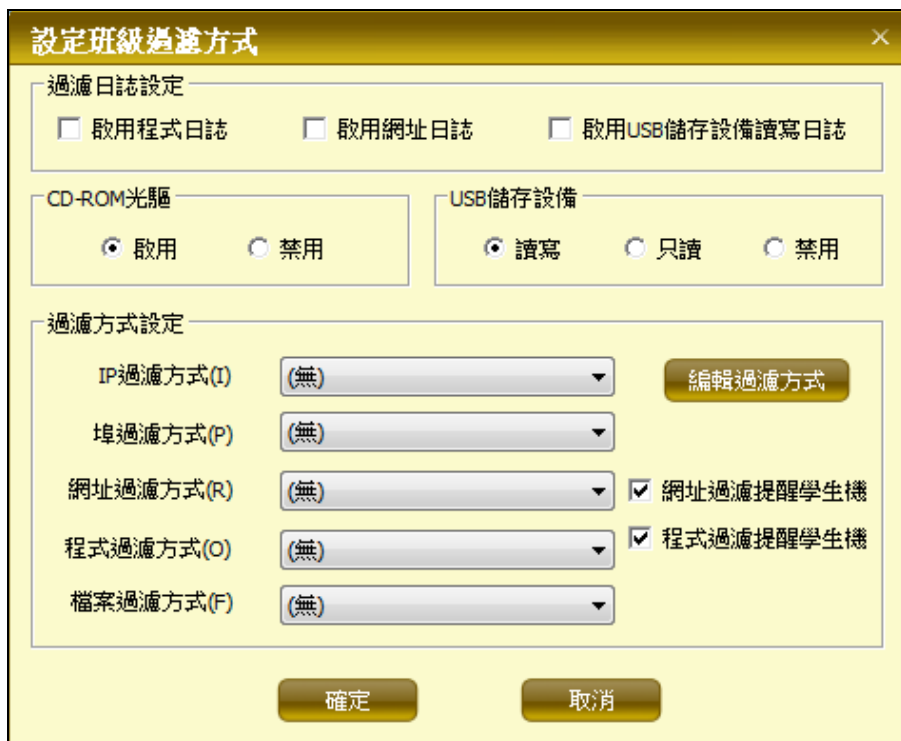 設定班級過濾方式
過濾日誌設定
啟用程式日誌 啟用網址日誌 啟用USB儲存設備讀寫日誌
CD-ROM光驅 USB儲存設備
啟用 禁用 讀寫 只讀 禁用
過濾方式設定
IP過濾方式(I) (無) 編輯過濾方式
埠過濾方式(P) (無)
網址過濾方式(R) (無) 網址過濾提醒學生機
程式過濾方式(O) (無) 程式過濾提醒學生機
檔案過濾方式(F) (無)
確定 取消